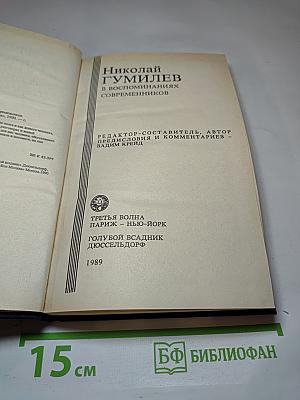 Николай
ГУМИЛЕВ
В ВОСПОМИНАНИЯХ
СОВРЕМЕННИКОВ
РЕДАКТОР-СОСТАВИТЕЛЬ, АВТОР
ПРЕДИСЛОВИЯ И КОММЕНТАРИЕВ –
ВАДИМ КРЕЙД
ТРЕТЬЯ ВОЛНА
ПАРИЖ – НЬЮ-ЙОРК
ГОЛУБОЙ ВСАДНИК
ДЮССЕЛЬДОРФ
1989
15 см
БФ БИБЛИОФАН